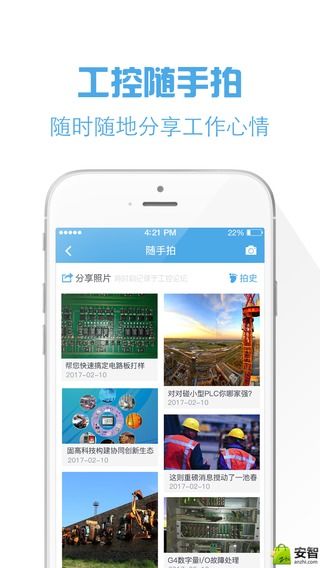 工控随手拍
随时随地分享工作心情
4:21 PM
22%
随手拍
分享照片
拍史
帮您快速搞定电路板打样
2017-02-10
对对碰小型PLC你哪家强?
2017-02-10
固高科技构建协同创新生态
2017-02-10
这则重磅消息搅动了一池春
2017-02-10
G4数字量I/O故障处理
2017-02-10
安智
anzhi.com